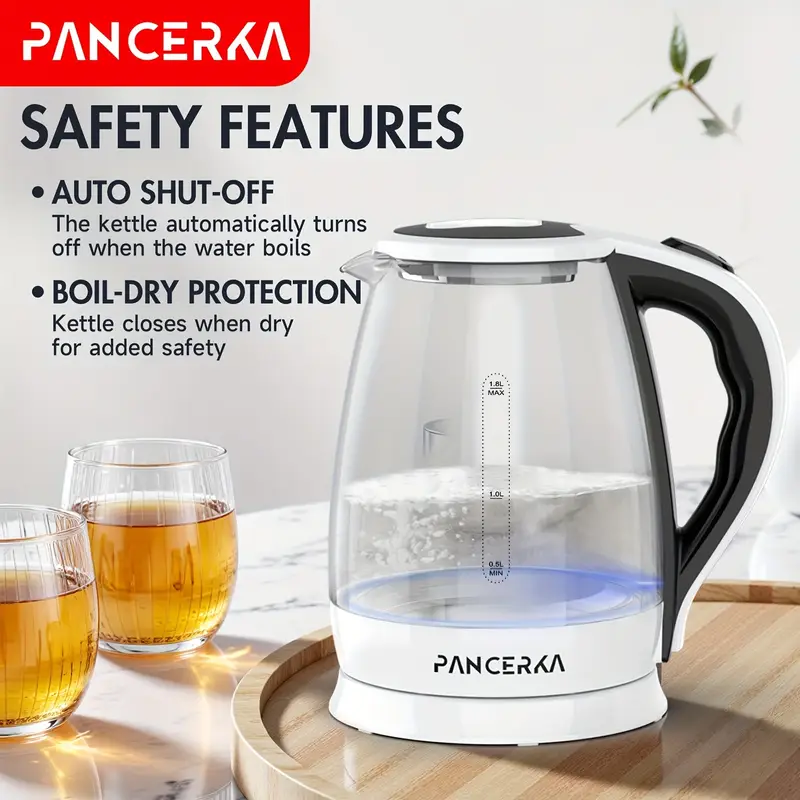 PANCERKA
SAFETY FEATURES
• AUTO SHUT-OFF
The kettle automatically turns
off when the water boils
• BOIL-DRY PROTECTION
Kettle closes when dry
for added safety
1.8L
MAX
1.0L
0.5L
MIN
PANCERKA